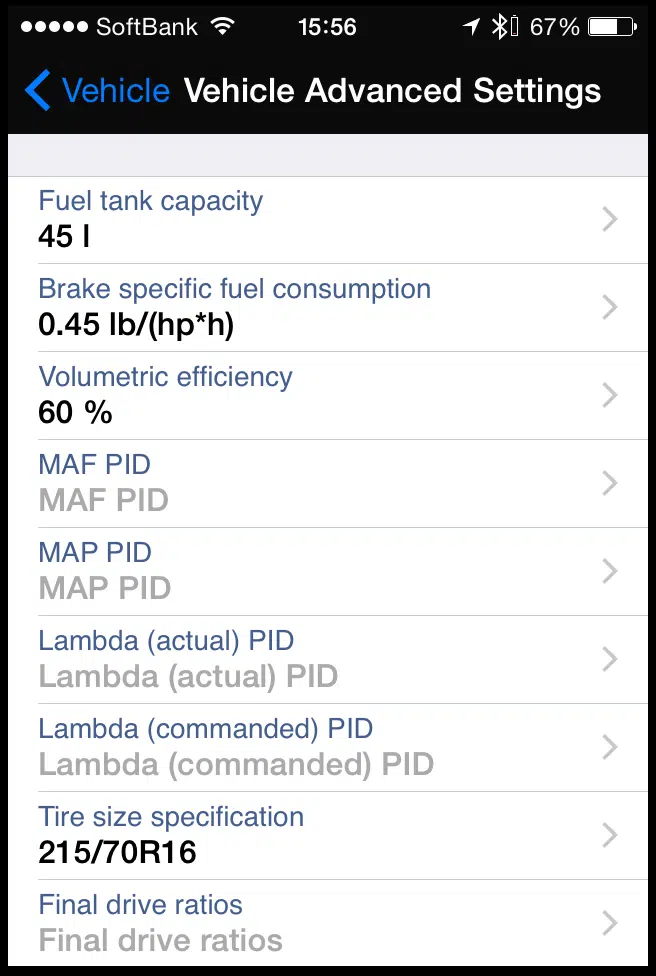 SoftBank 15:56 67%
Vehicle Vehicle Advanced Settings
Fuel tank capacity
45 l
Brake specific fuel consumption
0.45 lb/(hp*h)
Volumetric efficiency
60 %
MAF PID
MAF PID
MAP PID
MAP PID
Lambda (actual) PID
Lambda (actual) PID
Lambda (commanded) PID
Lambda (commanded) PID
Tire size specification
215/70R16
Final drive ratios
Final drive ratios